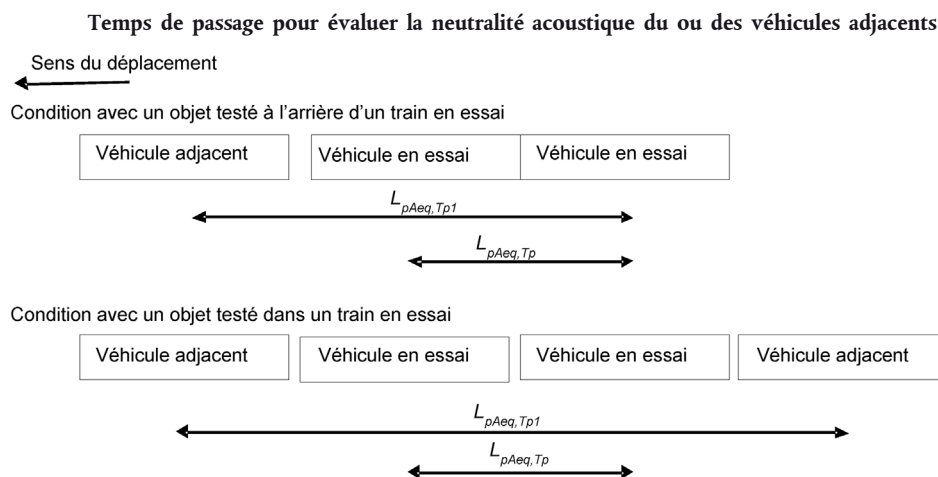 Temps de passage pour évaluer la neutralité acoustique du ou des véhicules adjacents
Sens du déplacement
Condition avec un objet testé à l’arrière d’un train en essai
Véhicule adjacent Véhicule en essai Véhicule en essai
LpAeq,Tp1
LpAeq,Tp
Condition avec un objet testé dans un train en essai
Véhicule adjacent Véhicule en essai Véhicule en essai Véhicule adjacent
LpAeq,Tp1
LpAeq,Tp